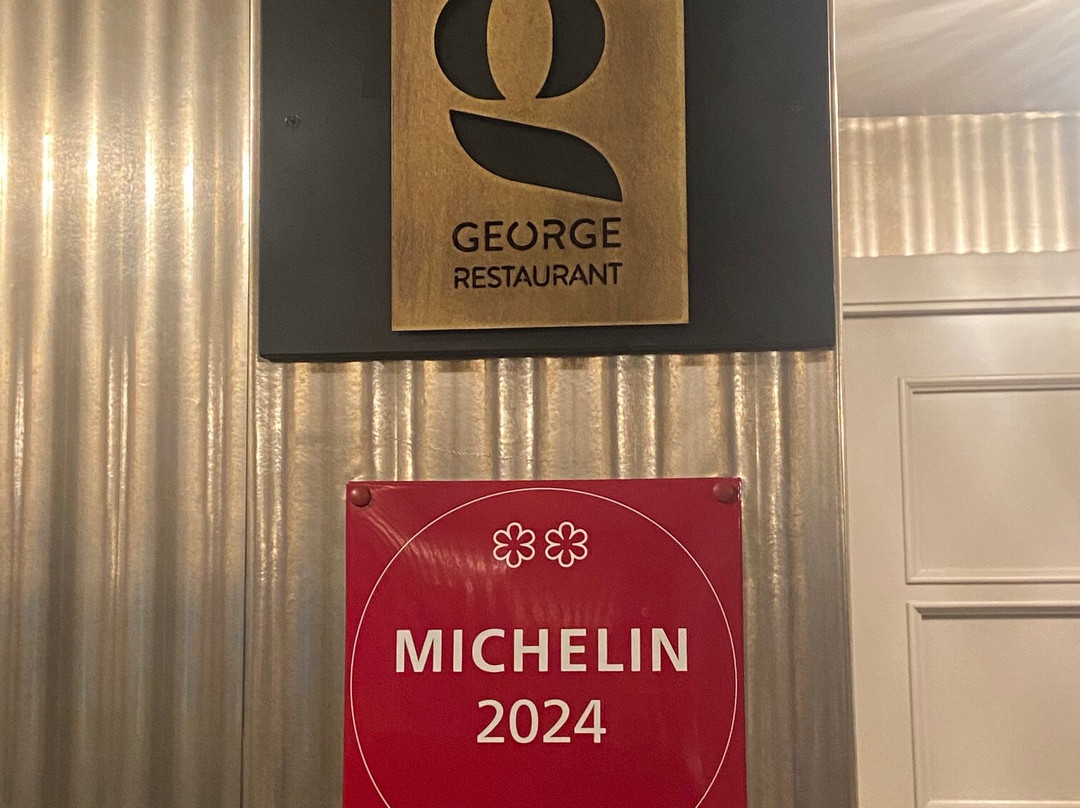 GEORGE
RESTAURANT
MICHELIN
2024